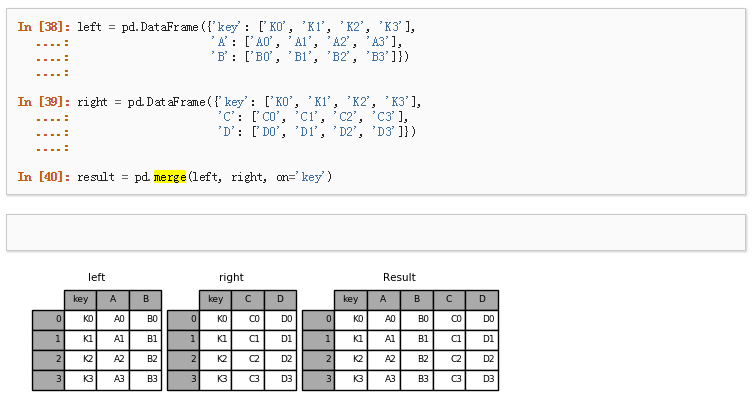 In [38]: left = pd.DataFrame({'key': ['K0', 'K1', 'K2', 'K3'],
....: 'A': ['A0', 'A1', 'A2', 'A3'],
....: 'B': ['B0', 'B1', 'B2', 'B3']})
....:
In [39]: right = pd.DataFrame({'key': ['K0', 'K1', 'K2', 'K3'],
....: 'C': ['C0', 'C1', 'C2', 'C3'],
....: 'D': ['D0', 'D1', 'D2', 'D3']})
....:
In [40]: result = pd.merge(left, right, on='key')
left right Result
key A B key C D key A B C D
0 K0 A0 B0 0 K0 C0 D0 0 K0 A0 B0 C0 D0
1 K1 A1 B1 1 K1 C1 D1 1 K1 A1 B1 C1 D1
2 K2 A2 B2 2 K2 C2 D2 2 K2 A2 B2 C2 D2
3 K3 A3 B3 3 K3 C3 D3 3 K3 A3 B3 C3 D3